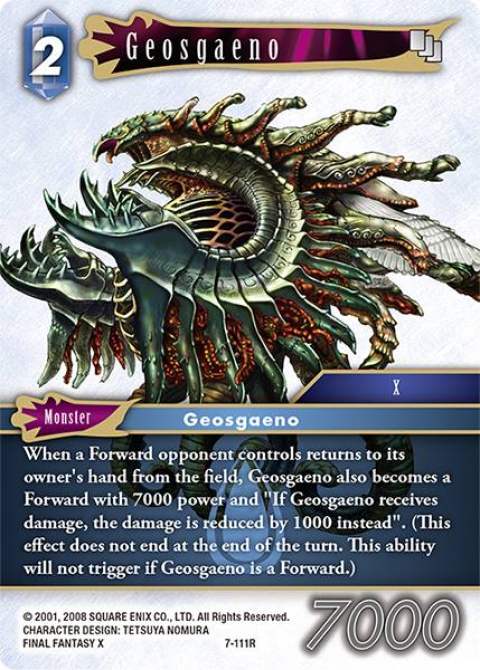 2
Geosgaeno
X
Monster
Geosgaeno
When a Forward opponent controls returns to its
owner's hand from the field, Geosgaeno also becomes a
Forward with 7000 power and "If Geosgaeno receives
damage, the damage is reduced by 1000 instead". (This
effect does not end at the end of the turn. This ability
will not trigger if Geosgaeno is a Forward.)
© 2001, 2008 SQUARE ENIX CO., LTD. All Rights Reserved.
CHARACTER DESIGN: TETSUYA NOMURA
FINAL FANTASY X 7-111R
7000